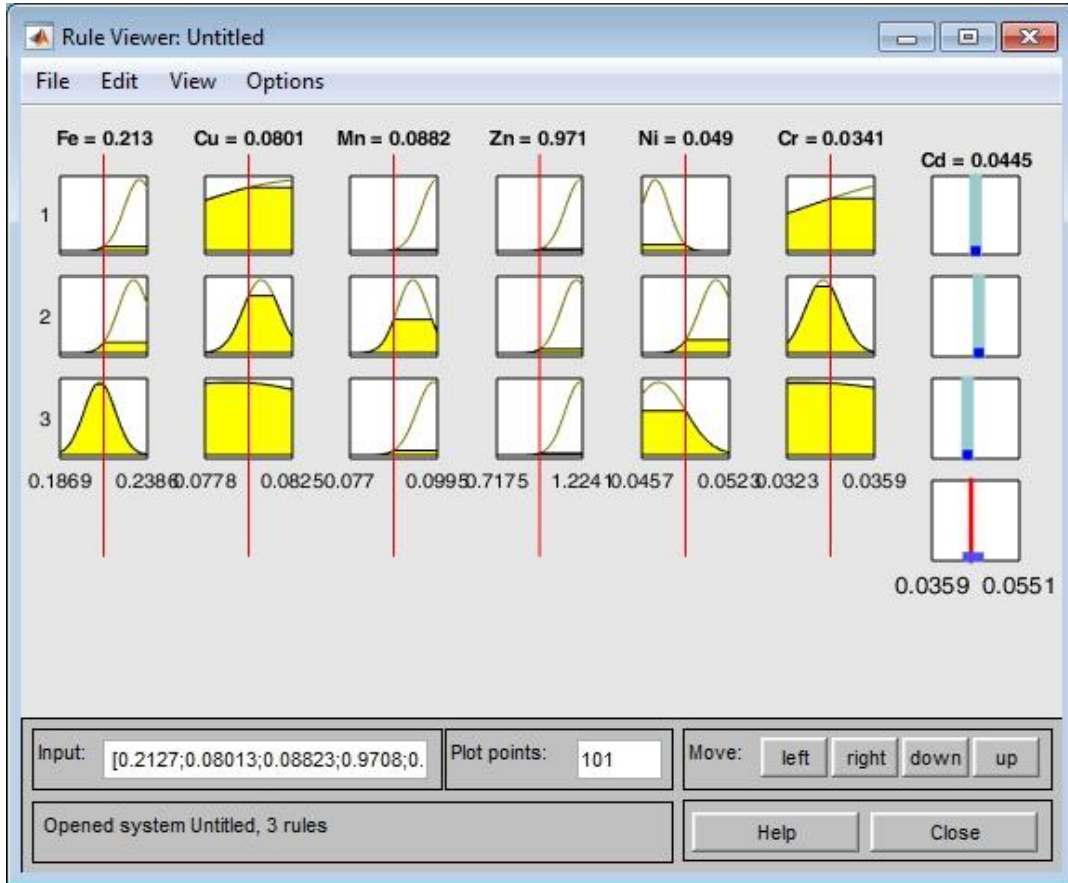 Rule Viewer: Untitled
File Edit View Options
Fe = 0.213 Cu = 0.0801 Mn = 0.0882 Zn = 0.971 Ni = 0.049 Cr = 0.0341
Cd = 0.0445
1
2
3
0.1869 0.2386 0.0778 0.0825 0.077 0.0995 0.7175 1.2241 0.0457 0.0523 0.0323 0.0359
0.0359 0.0551
Input: [0.2127;0.08013;0.08823;0.9708;0. Plot points: 101 Move: left right down up
Opened system Untitled, 3 rules Help Close